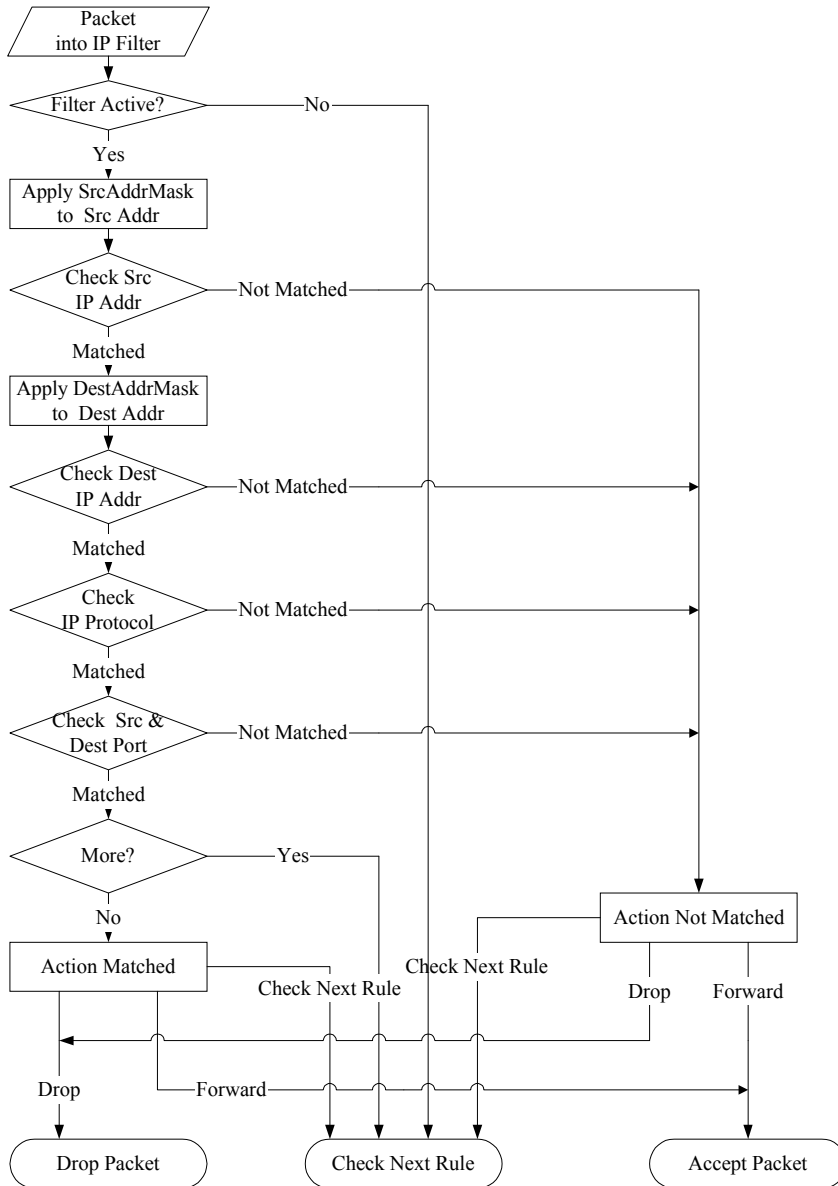 Packet
into IP Filter
Filter Active?
No
Yes
Apply SrcAddrMask
to Src Addr
Check Src
IP Addr
Not Matched
Matched
Apply DestAddrMask
to Dest Addr
Check Dest
IP Addr
Not Matched
Matched
Check
IP Protocol
Not Matched
Matched
Check Src &
Dest Port
Not Matched
Matched
More?
Yes
No
Action Not Matched
Action Matched
Check Next Rule
Check Next Rule
Drop
Forward
Drop
Forward
Drop Packet
Check Next Rule
Accept Packet